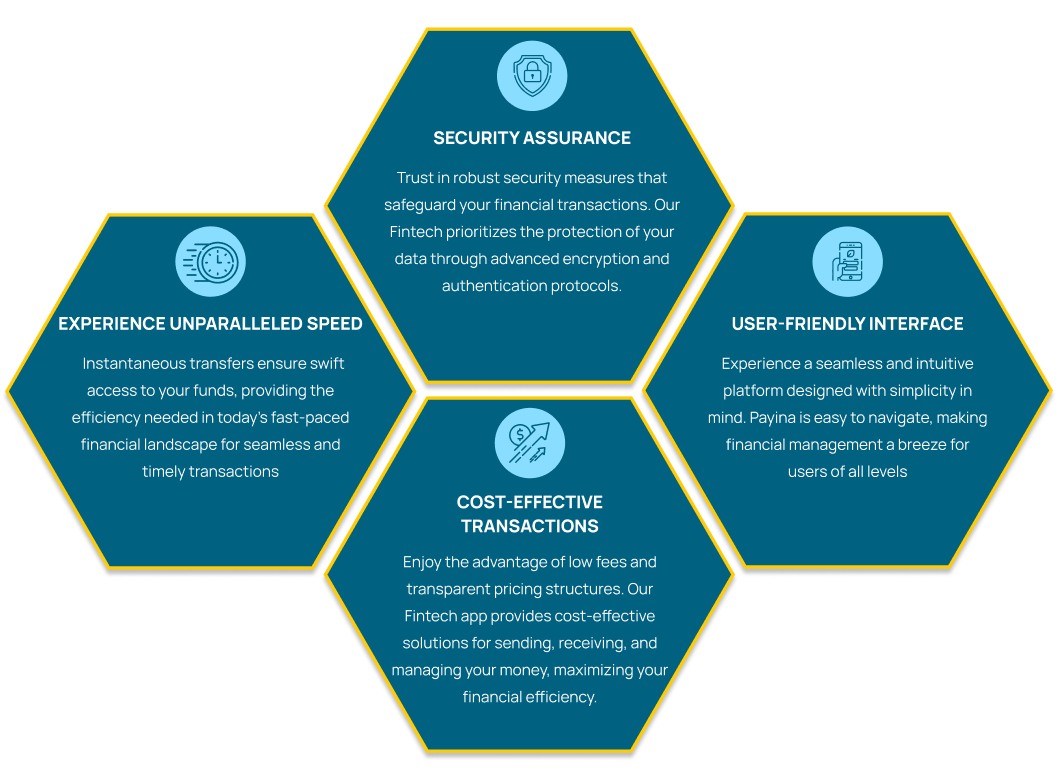 SECURITY ASSURANCE
Trust in robust security measures that
safeguard your financial transactions. Our
Fintech prioritizes the protection of your
data through advanced encryption and
authentication protocols.
EXPERIENCE UNPARALLELED SPEED
Instantaneous transfers ensure swift
access to your funds, providing the
efficiency needed in today's fast-paced
financial landscape for seamless and
timely transactions
USER-FRIENDLY INTERFACE
Experience a seamless and intuitive
platform designed with simplicity in
mind. Payina is easy to navigate, making
financial management a breeze for
users of all levels
$
COST-EFFECTIVE
TRANSACTIONS
Enjoy the advantage of low fees and
transparent pricing structures. Our
Fintech app provides cost-effective
solutions for sending, receiving, and
managing your money, maximizing your
financial efficiency.